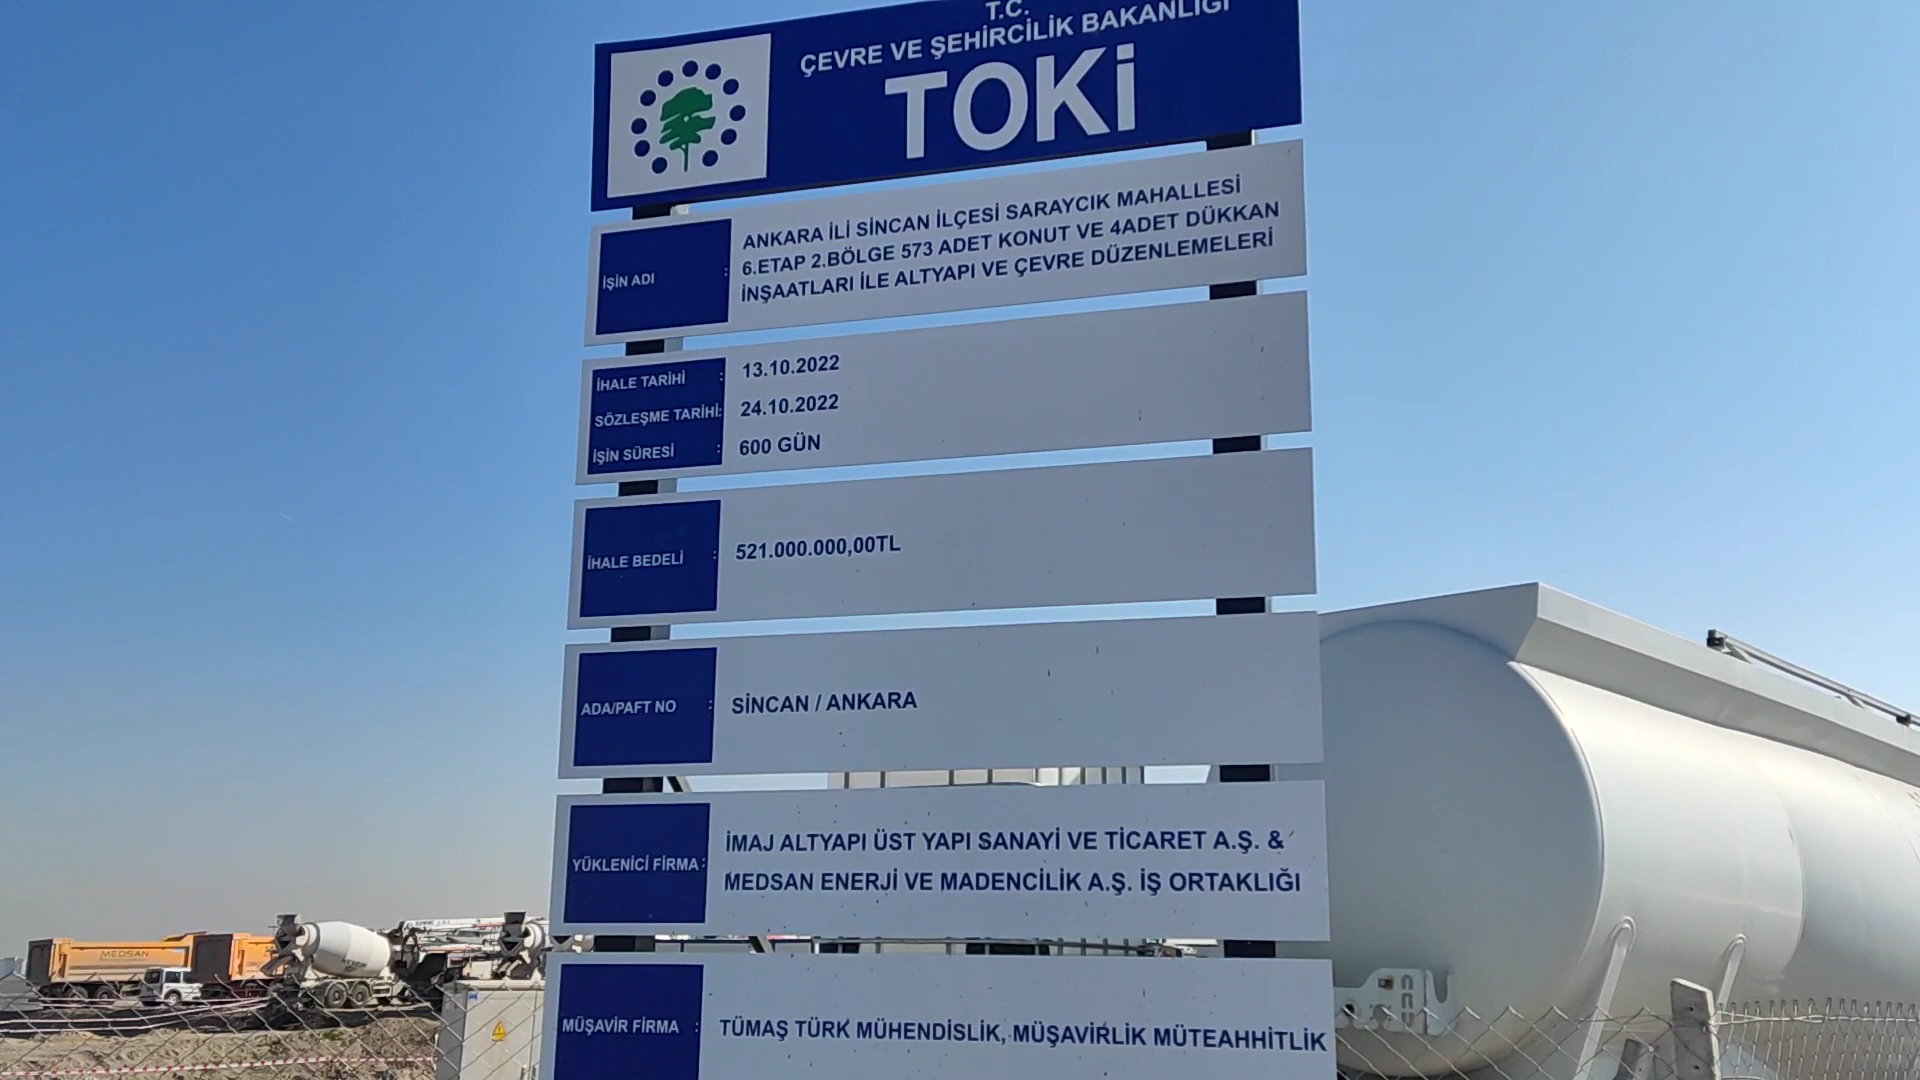 T.C.
ÇEVRE VE ŞEHİRCİLİK BAKANLIĞI
TOKİ
İŞİN ADI :
ANKARA İLİ SİNCAN İLÇESİ SARAYCIK MAHALLESİ
6.ETAP 2.BÖLGE 573 ADET KONUT VE 4ADET DÜKKAN
İNŞAATLARI İLE ALTYAPI VE ÇEVRE DÜZENLEMELERİ
İHALE TARİHİ : 13.10.2022
SÖZLEŞME TARİHİ: 24.10.2022
İŞİN SÜRESİ : 600 GÜN
İHALE BEDELİ : 521.000.000,00TL
ADA/PAFT NO : SİNCAN / ANKARA
YÜKLENİCİ FİRMA:
İMAJ ALTYAPI ÜST YAPI SANAYİ VE TİCARET A.Ş. &
MEDSAN ENERJİ VE MADENCİLİK A.Ş. İŞ ORTAKLIĞI
MÜŞAVİR FİRMA : TÜMAŞ TÜRK MÜHENDİSLİK, MÜŞAVİRLİK MÜTEAHHİTLİK
MEDSAN